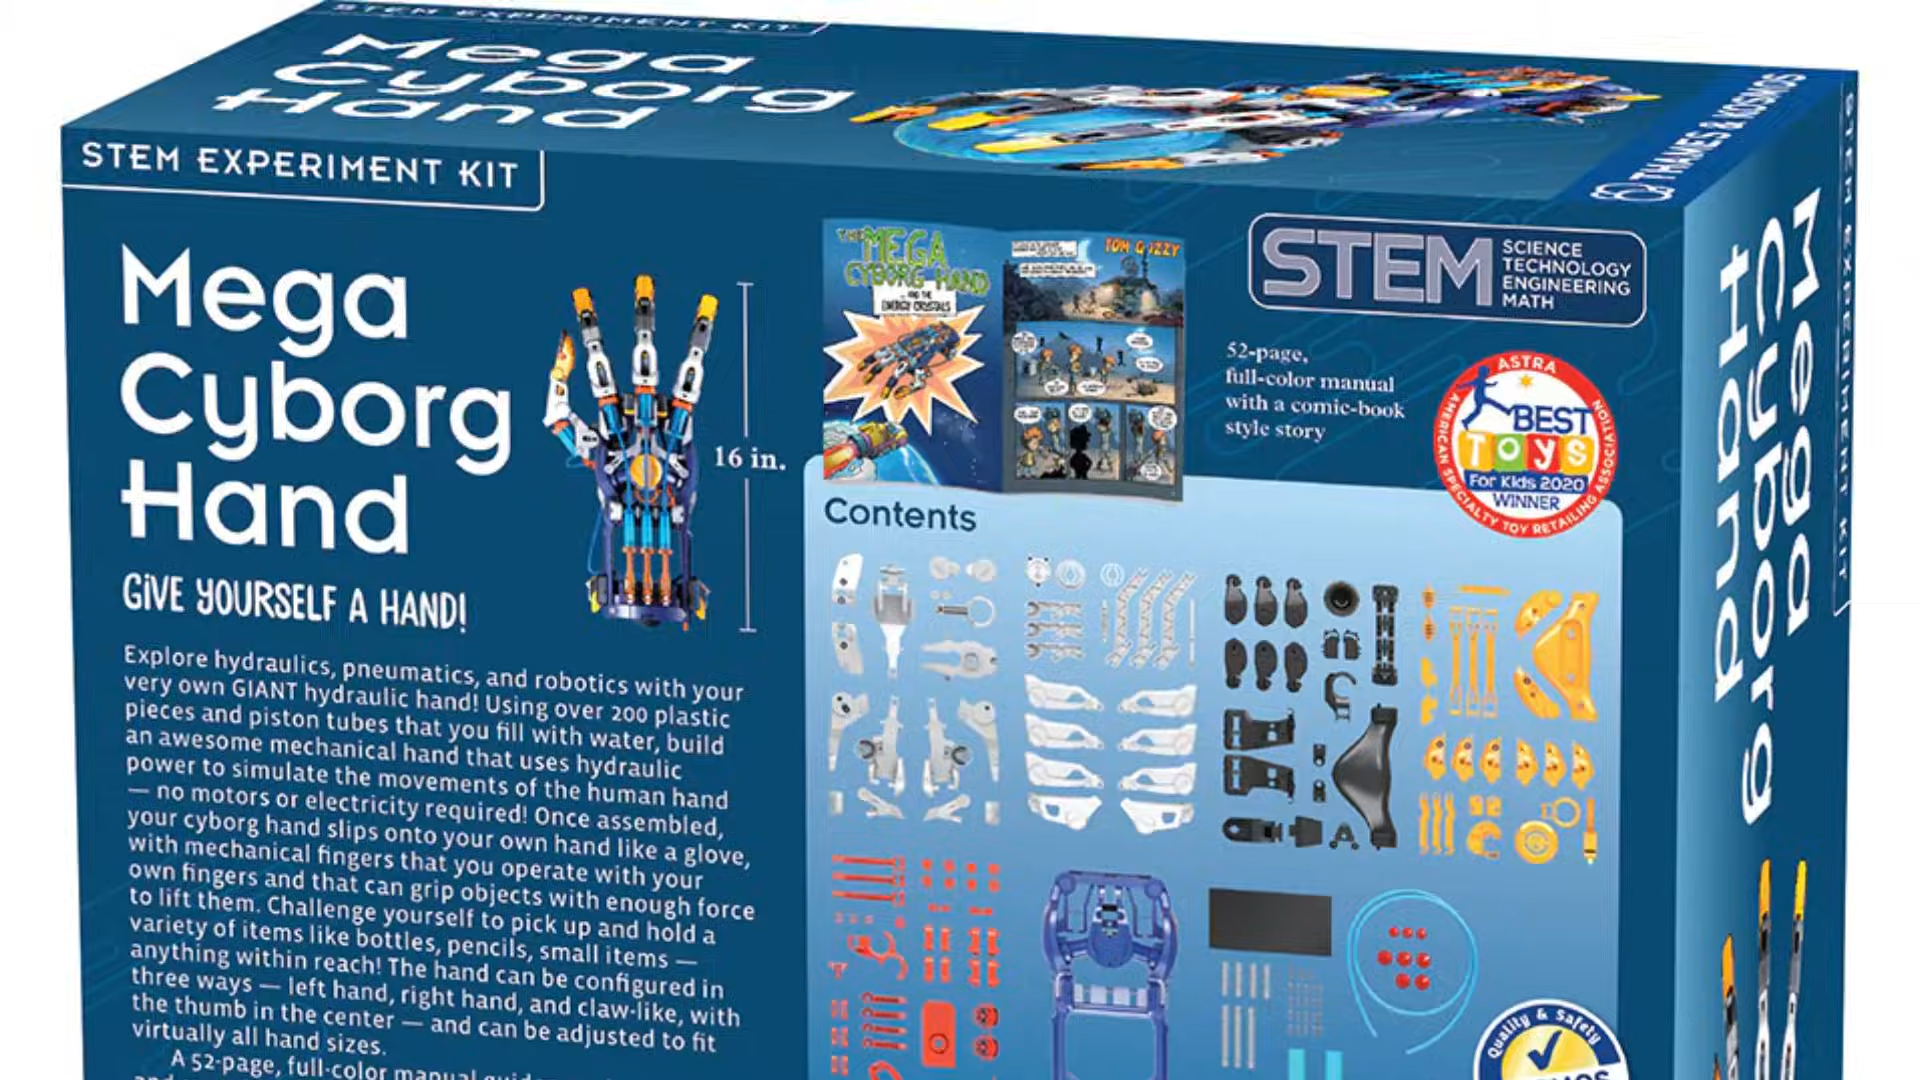 STEM EXPERIMENT KIT
Mega
Cyborg
Hand
THAMES & KOSMOS
STEM EXPERIMENT KIT
Mega
Cyborg
Hand
GiVE YOURSELF A HAND!
16 in.
Explore hydraulics, pneumatics, and robotics with your
very own GIANT hydraulic hand! Using over 200 plastic
pieces and piston tubes that you fill with water, build
an awesome mechanical hand that uses hydraulic
power to simulate the movements of the human hand
— no motors or electricity required! Once assembled,
your cyborg hand slips onto your own hand like a glove,
with mechanical fingers that you operate with your
own fingers and that can grip objects with enough force
to lift them. Challenge yourself to pick up and hold a
variety of items like bottles, pencils, small items —
anything within reach! The hand can be configured in
three ways — left hand, right hand, and claw-like, with
the thumb in the center — and can be adjusted to fit
virtually all hand sizes.
A 52-page, full-color manual
THE MEGA
CYBORG HAND
AND THE
ENERGY CRYSTALS
TOM & IZZY
STEM
SCIENCE
TECHNOLOGY
ENGINEERING
MATH
52-page,
full-color manual
with a comic-book
style story
ASTRA
BEST
TOYS
For Kids 2020
WINNER
AMERICAN SPECIALTY TOY RETAILING ASSOCIATION
Contents
Quality & Safety
STEM EXPERIMENT KIT
Mega
Cyborg
Hand